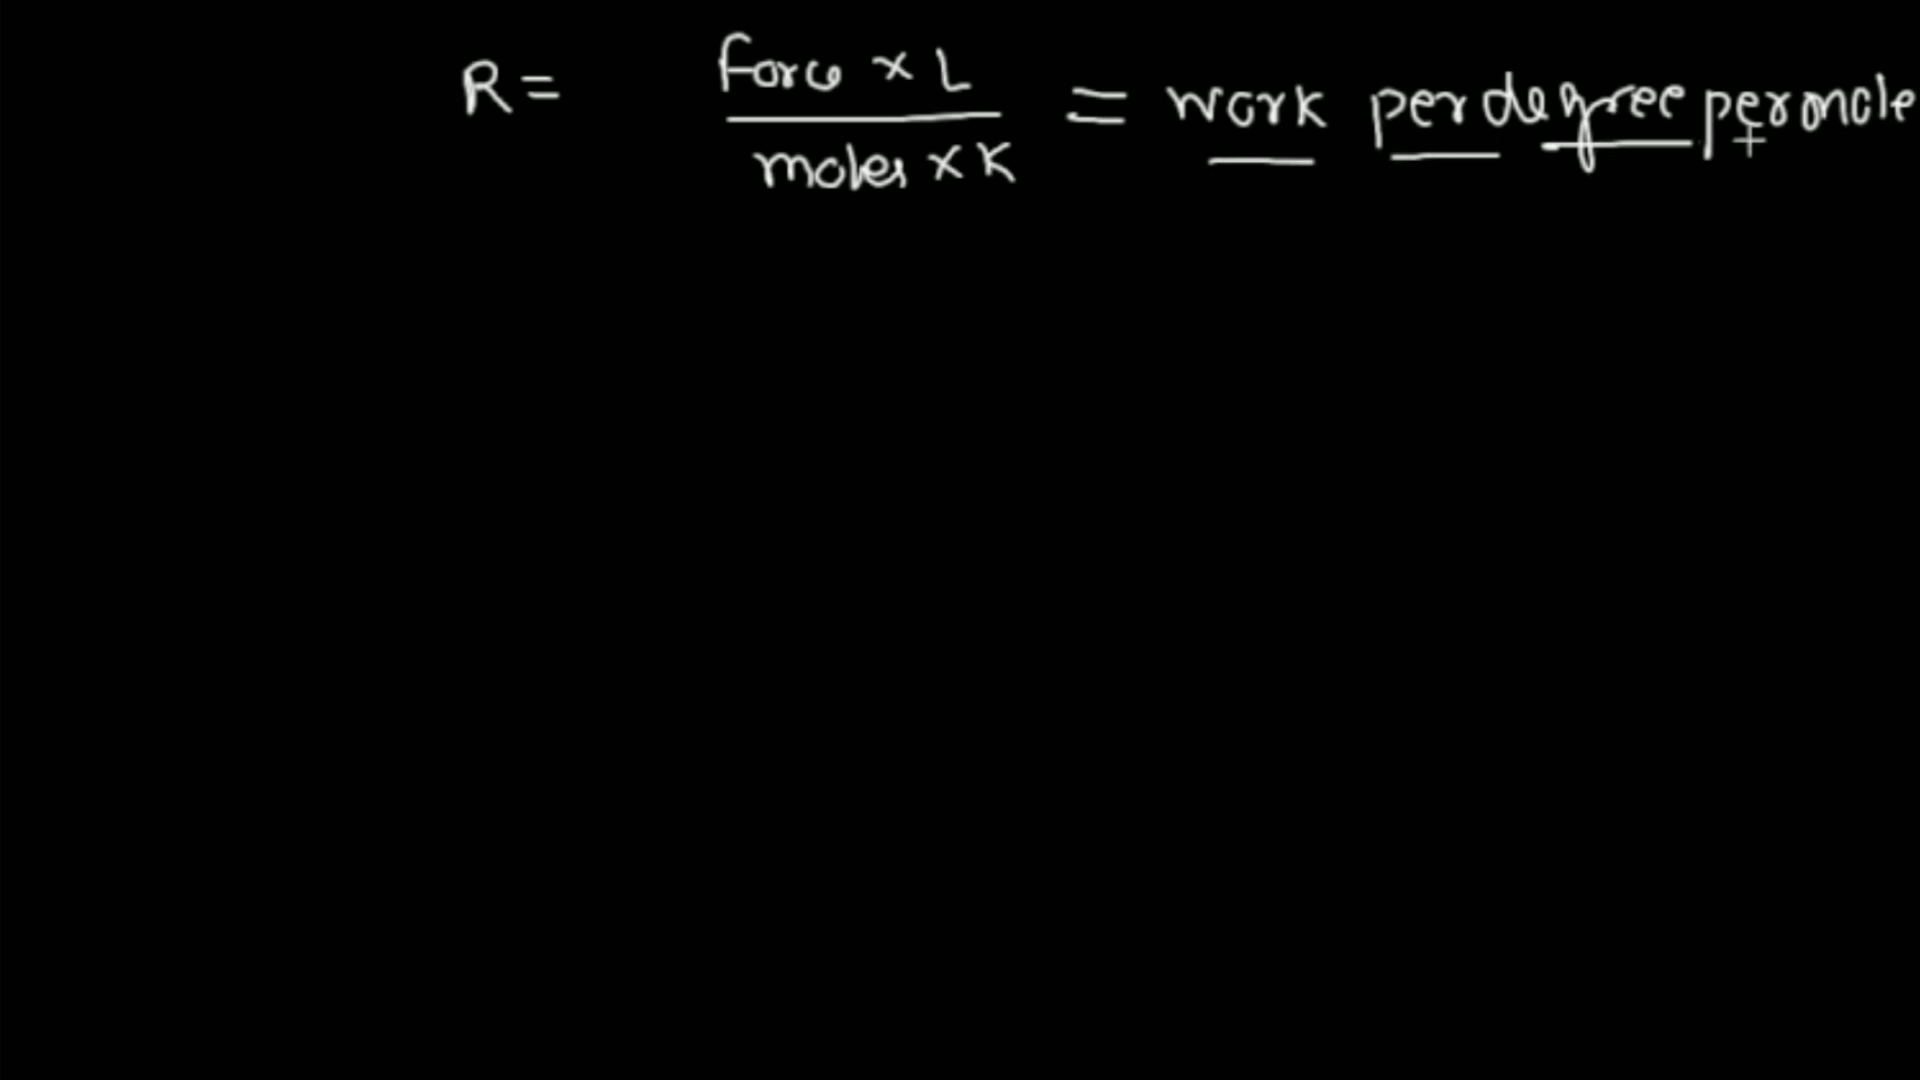 R = force × L / moles × K = work per degree per mole